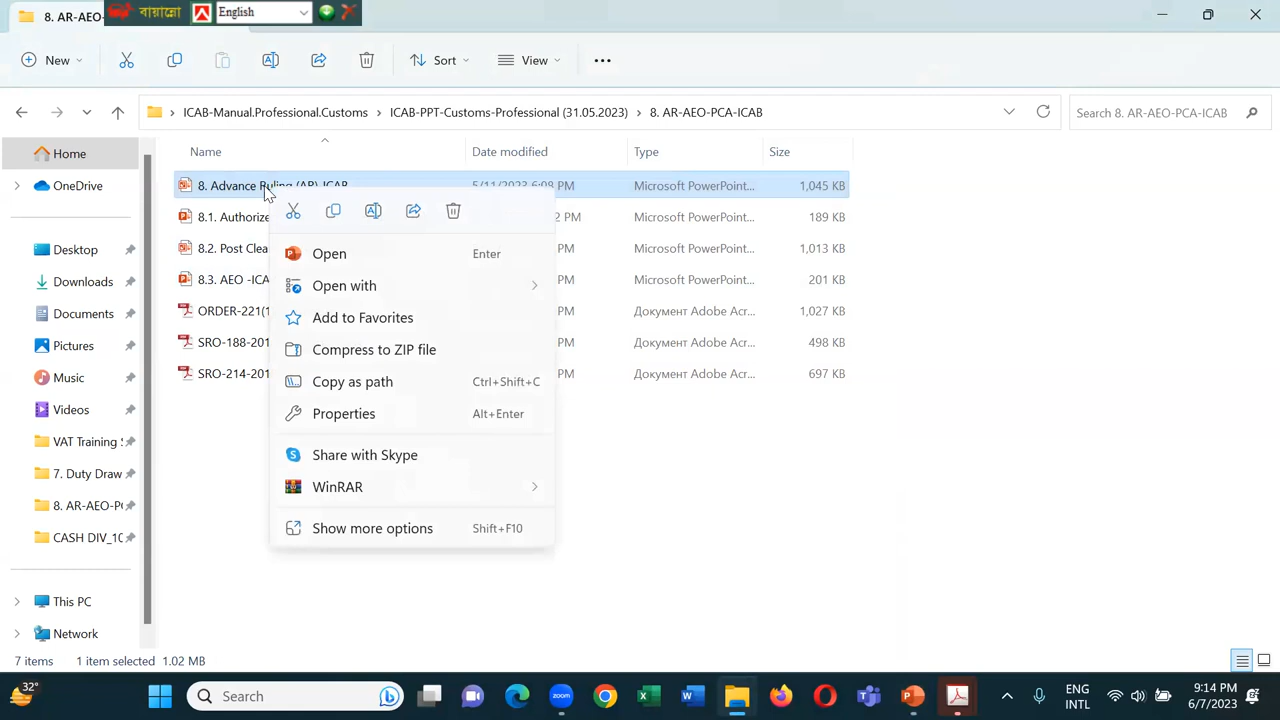 8. AR-AEO-
বায়ান্নো
English
New
Sort
View
ICAB-Manual.Professional.Customs
ICAB-PPT-Customs-Professional (31.05.2023)
8. AR-AEO-PCA-ICAB
Search 8. AR-AEO-PCA-ICAB
Name
Date modified
Type
Size
Home
OneDrive
Desktop
Downloads
Documents
Pictures
Music
Videos
VAT Training
7. Duty Draw
8. AR-AEO-P
CASH DIV_10
This PC
Network
8. Advance Ruling (AR)-ICAB 5/11/2023 6:08 PM Microsoft PowerPoint... 1,045 KB
8.1. Authorize PM Microsoft PowerPoint... 189 KB
8.2. Post Clea PM Microsoft PowerPoint... 1,013 KB
8.3. AEO -ICA PM Microsoft PowerPoint... 201 KB
ORDER-221(1 PM Документ Adobe Acr... 1,027 KB
SRO-188-201 PM Документ Adobe Acr... 498 KB
SRO-214-201 PM Документ Adobe Acr... 697 KB
Open Enter
Open with
Add to Favorites
Compress to ZIP file
Copy as path Ctrl+Shift+C
Properties Alt+Enter
Share with Skype
WinRAR
Show more options Shift+F10
7 items 1 item selected 1.02 MB
32°
Search
zoom
ENG
INTL
9:14 PM
6/7/2023